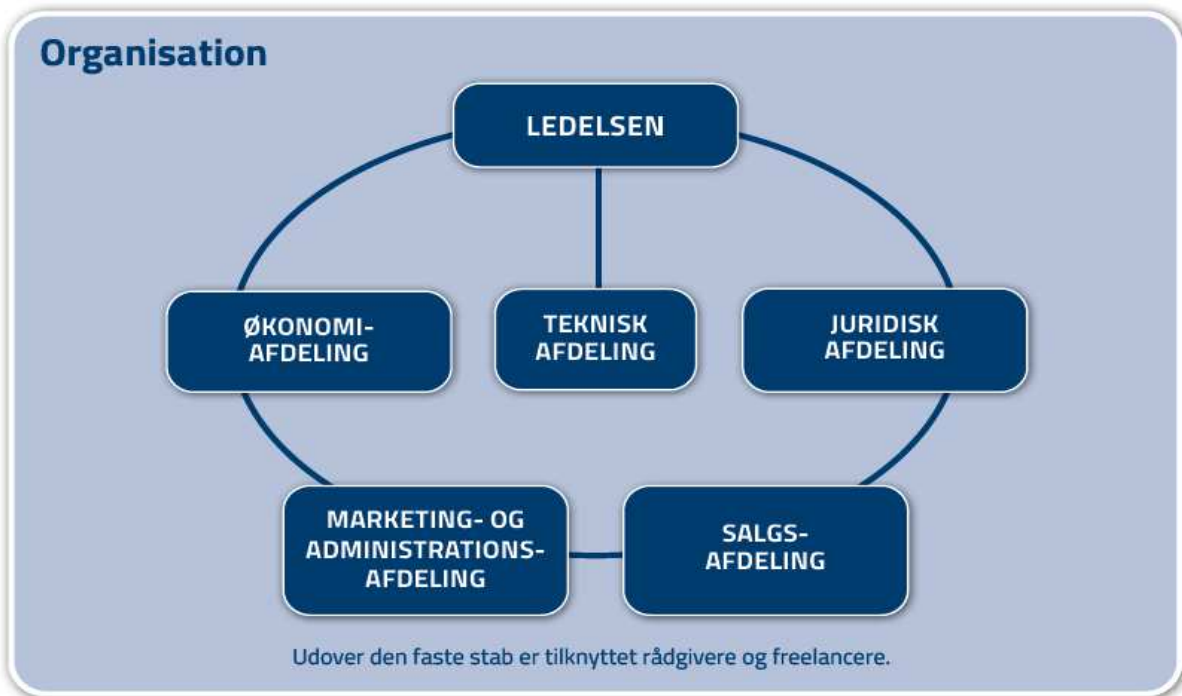 Organisation
LEDELSEN
ØKONOMI-
AFDELING
TEKNISK
AFDELING
JURIDISK
AFDELING
MARKETING- OG
ADMINISTRATIONS-
AFDELING
SALGS-
AFDELING
Udover den faste stab er tilknyttet rådgivere og freelancere.